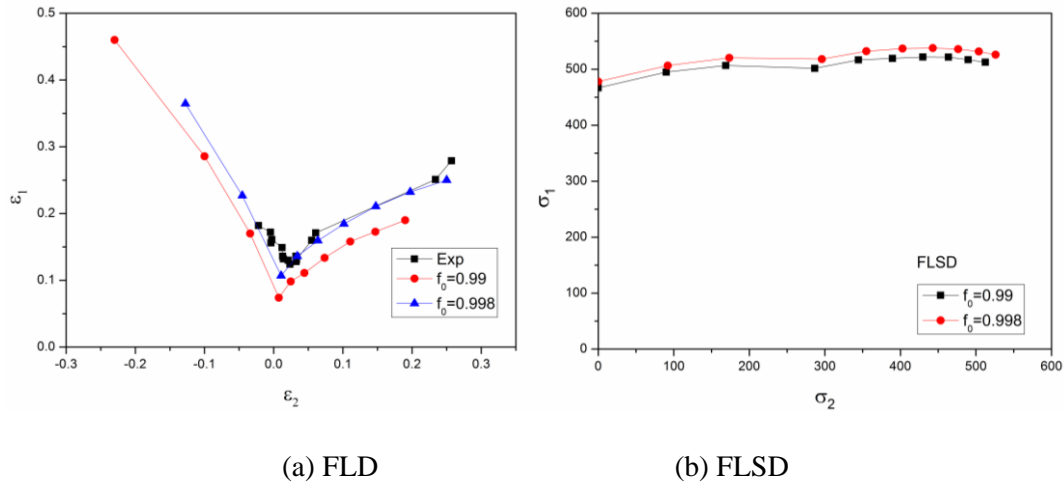 0.5
0.4
0.3
0.2
0.1
0.0
ε1
-0.3 -0.2 -0.1 0.0 0.1 0.2 0.3
ε2
Exp
f0=0.99
f0=0.998
600
500
400
300
200
100
0
σ1
0 100 200 300 400 500 600
σ2
FLSD
f0=0.99
f0=0.998
(a) FLD
(b) FLSD